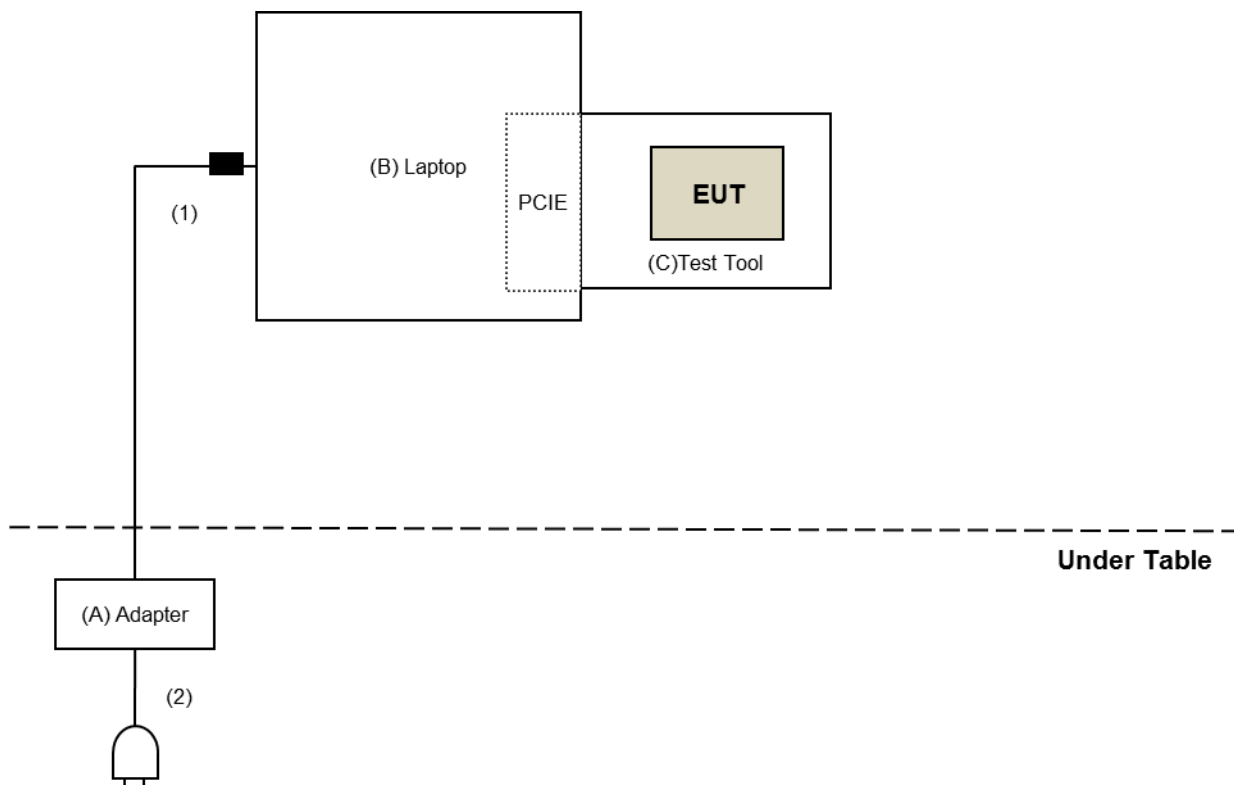 (B) Laptop
PCIE
EUT
(1)
(C)Test Tool
Under Table
(A) Adapter
(2)